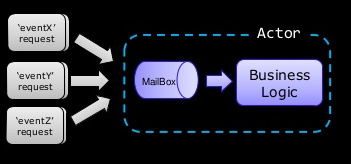 ‘eventX’
request
‘eventY’
request
‘eventZ’
request
Actor
MailBox
Business
Logic